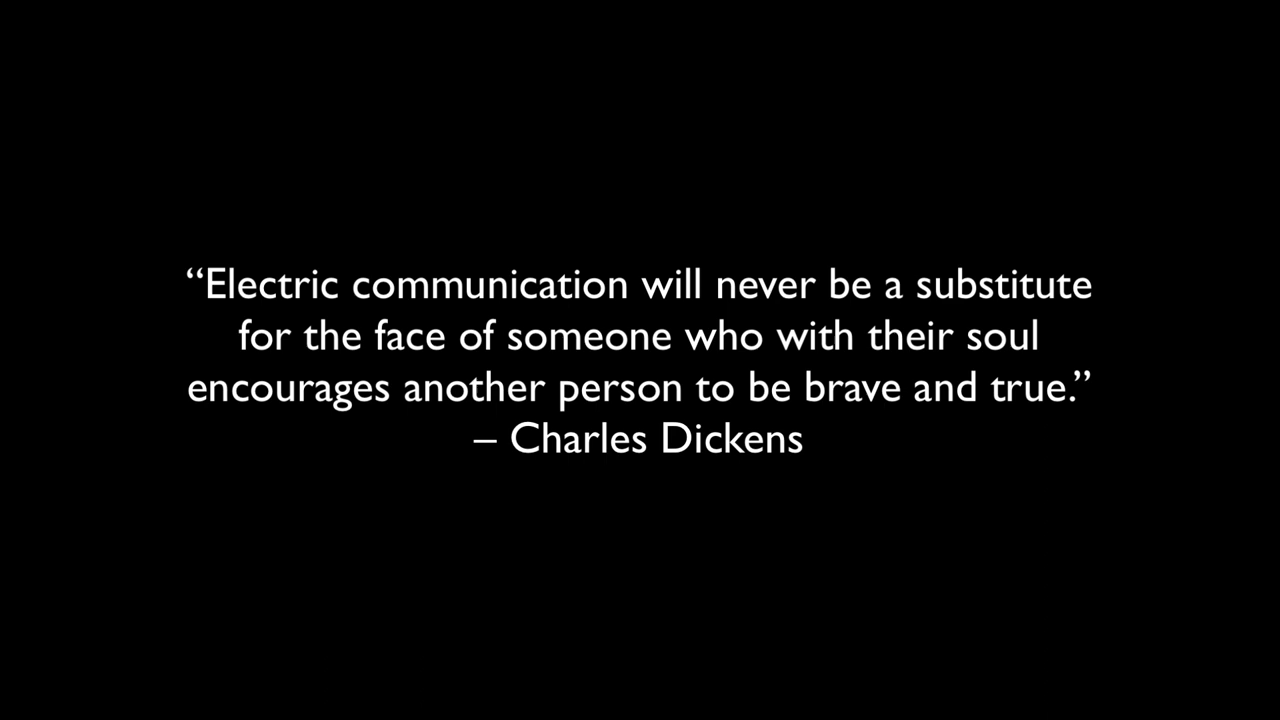 “Electric communication will never be a substitute
for the face of someone who with their soul
encourages another person to be brave and true.”
– Charles Dickens